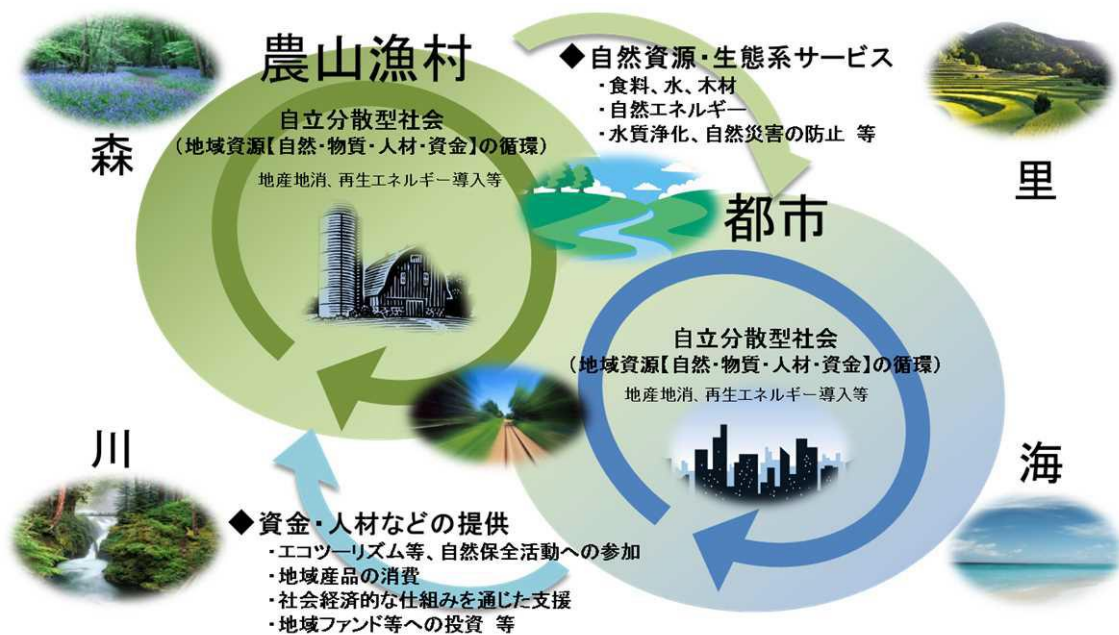 農山漁村
森
自立分散型社会
(地域資源【自然・物質・人材・資金】の循環)
地産地消、再生エネルギー導入等
◆自然資源・生態系サービス
・食料、水、木材
・自然エネルギー
・水質浄化、自然災害の防止 等
里
都市
自立分散型社会
(地域資源【自然・物質・人材・資金】の循環)
地産地消、再生エネルギー導入等
川
海
◆資金・人材などの提供
・エコツーリズム等、自然保全活動への参加
・地域産品の消費
・社会経済的な仕組みを通じた支援
・地域ファンド等への投資 等